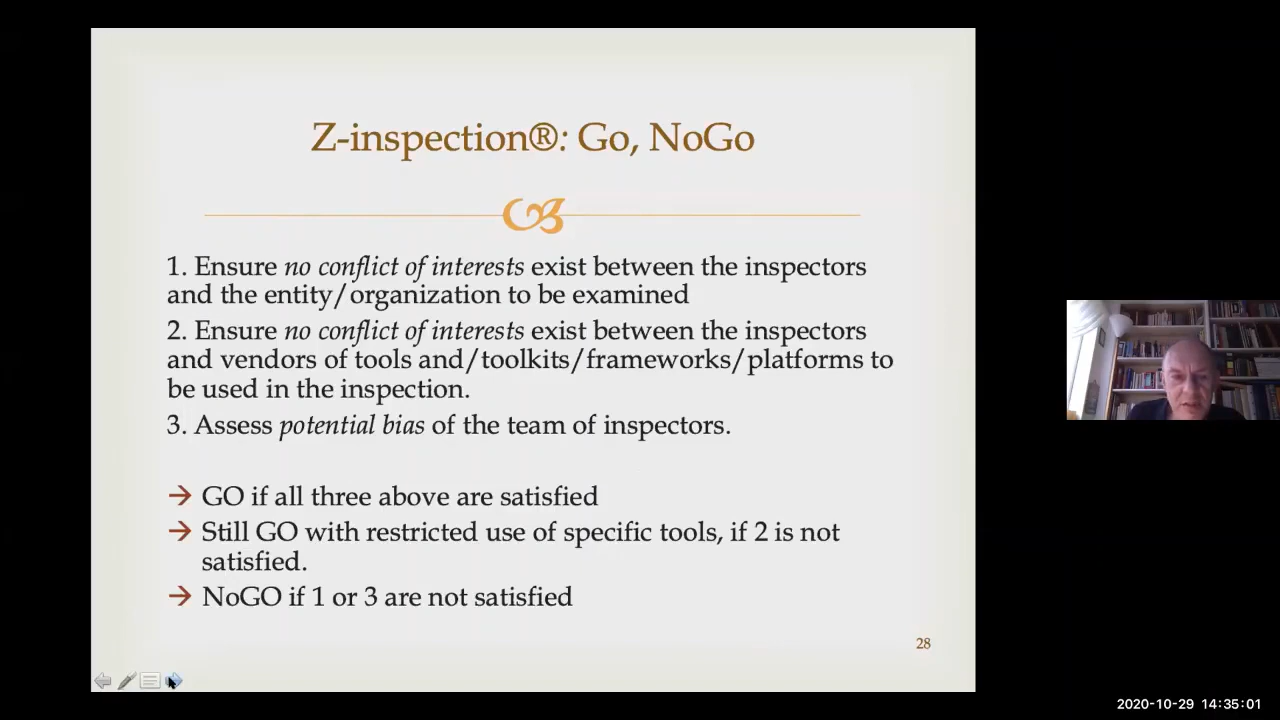 Z-inspection®: Go, NoGo
1. Ensure no conflict of interests exist between the inspectors
and the entity/organization to be examined
2. Ensure no conflict of interests exist between the inspectors
and vendors of tools and/toolkits/frameworks/platforms to
be used in the inspection.
3. Assess potential bias of the team of inspectors.
→ GO if all three above are satisfied
→ Still GO with restricted use of specific tools, if 2 is not
satisfied.
→ NoGO if 1 or 3 are not satisfied
28
2020-10-29 14:35:01